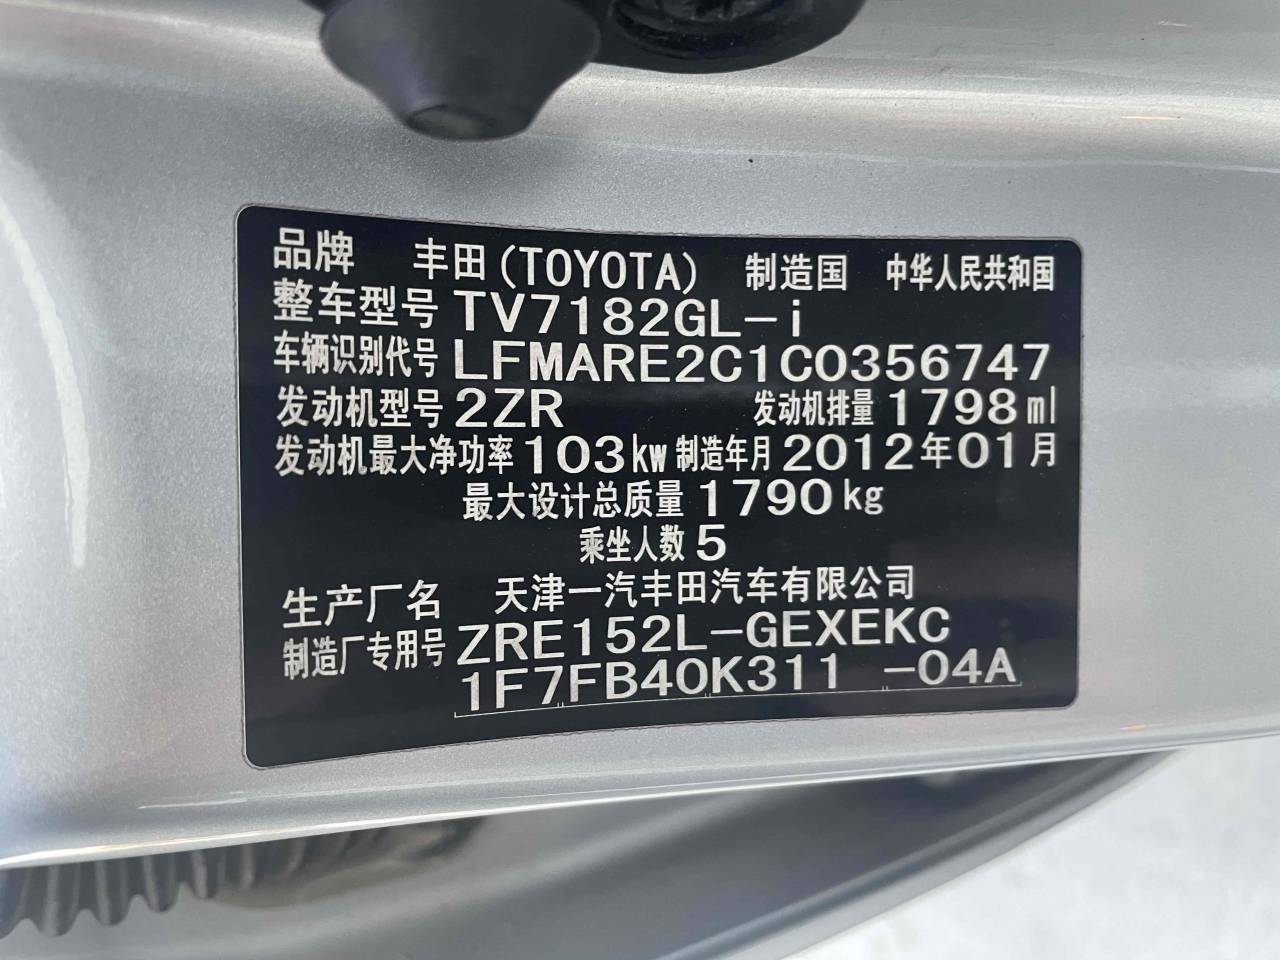 品牌 丰田(TOYOTA) 制造国 中华人民共和国
整车型号 TV7182GL-i
车辆识别代号 LFMARE2C1C0356747
发动机型号 2ZR 发动机排量 1798ml
发动机最大净功率 103kw 制造年月 2012年01月
最大设计总质量 1790kg
乘坐人数 5
生产厂名 天津一汽丰田汽车有限公司
制造厂专用号 ZRE152L-GEXEKC
1F7FB40K311 -04A